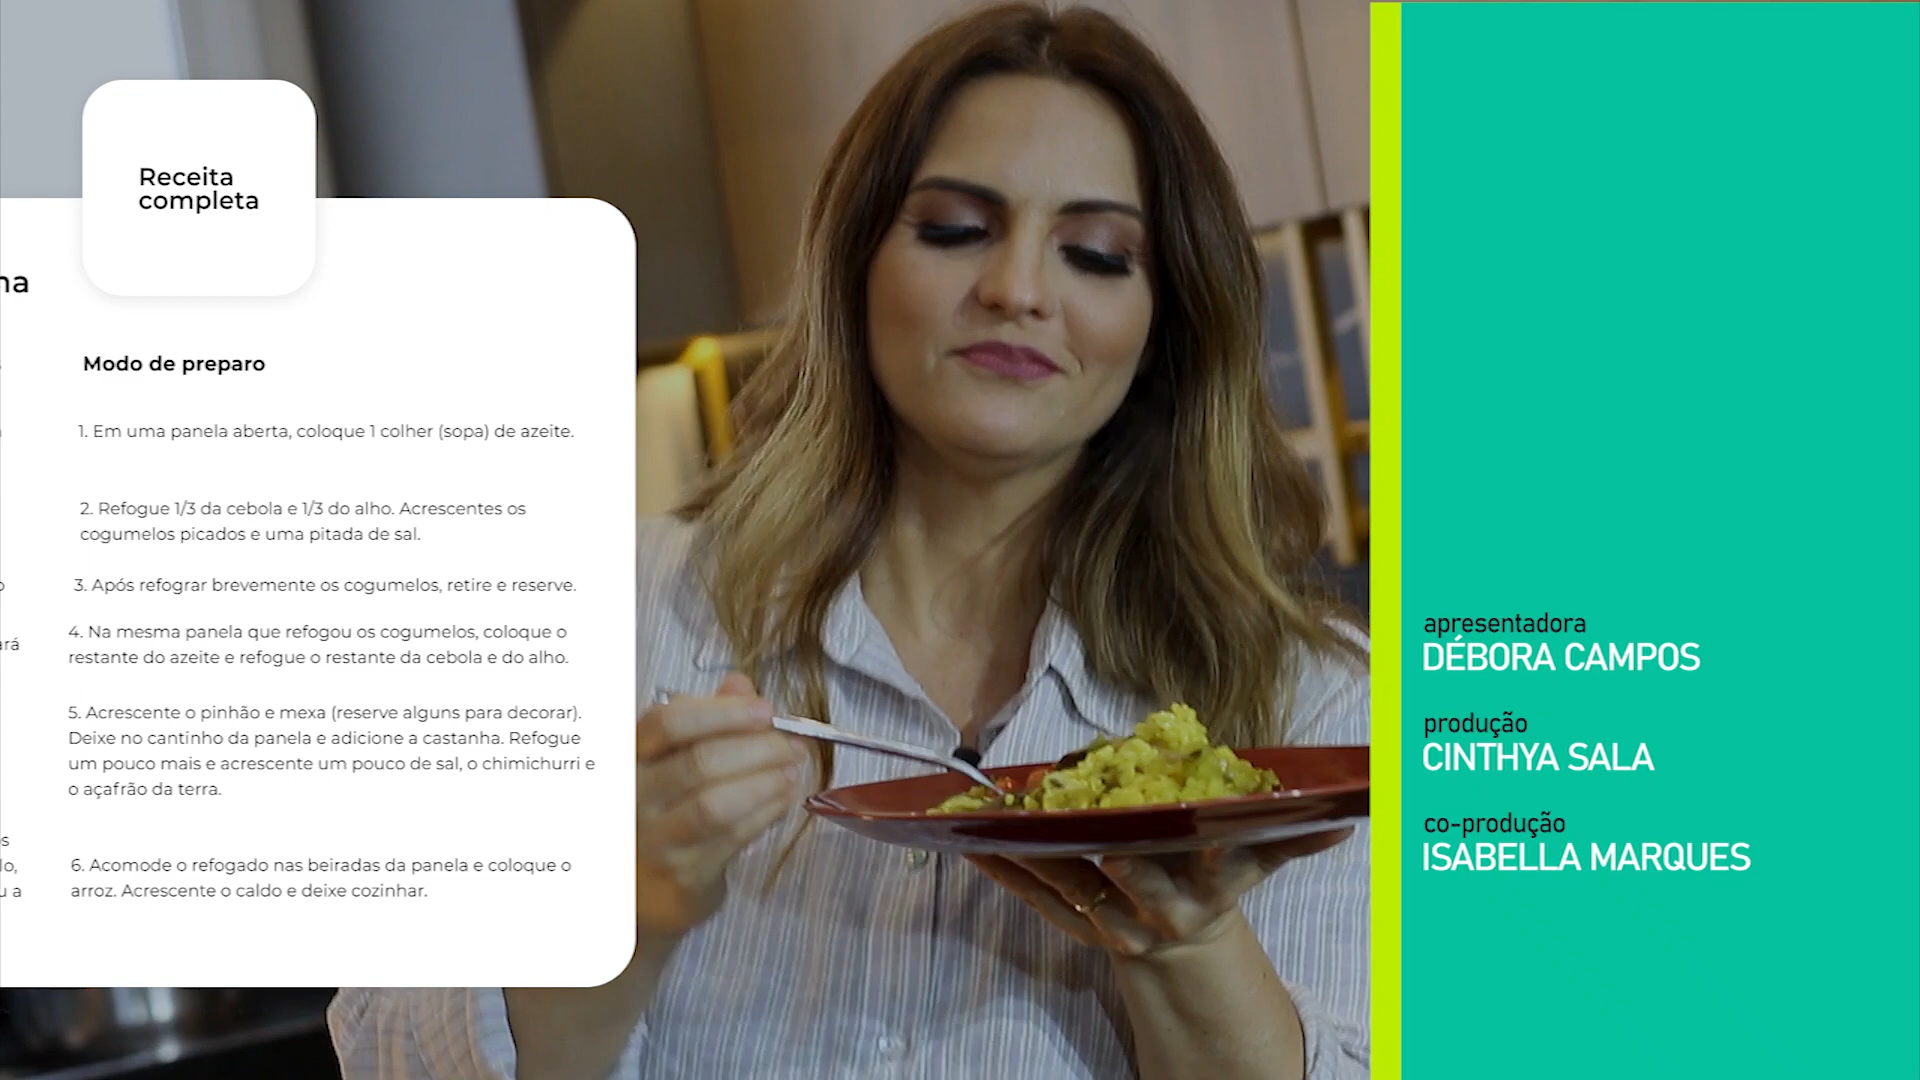 Receita
completa
Modo de preparo
1. Em uma panela aberta, coloque 1 colher (sopa) de azeite.
2. Refogue 1/3 da cebola e 1/3 do alho. Acrescentes os
cogumelos picados e uma pitada de sal.
3. Após refograr brevemente os cogumelos, retire e reserve.
4. Na mesma panela que refogou os cogumelos, coloque o
restante do azeite e refogue o restante da cebola e do alho.
5. Acrescente o pinhão e mexa (reserve alguns para decorar).
Deixe no cantinho da panela e adicione a castanha. Refogue
um pouco mais e acrescente um pouco de sal, o chimichurri e
o açafrão da terra.
6. Acomode o refogado nas beiradas da panela e coloque o
arroz. Acrescente o caldo e deixe cozinhar.
apresentadora
DÉBORA CAMPOS
produção
CINTHYA SALA
co-produção
ISABELLA MARQUES